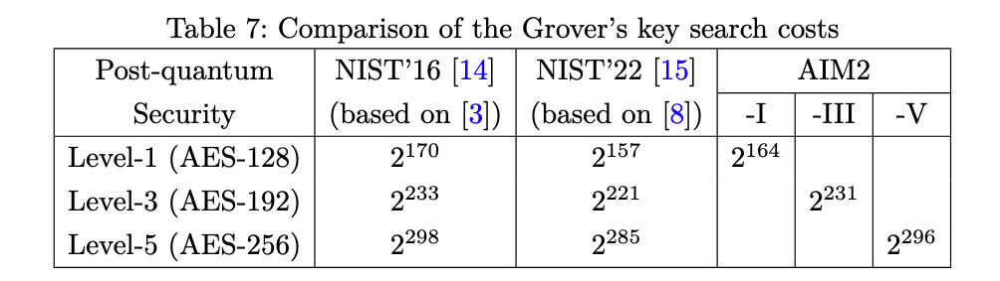 Table 7: Comparison of the Grover's key search costs
Post-quantum NIST'16 [14] NIST'22 [15] AIM2
Security (based on [3]) (based on [8]) -I -III -V
Level-1 (AES-128) 2^170 2^157 2^164
Level-3 (AES-192) 2^233 2^221 2^231
Level-5 (AES-256) 2^298 2^285 2^296